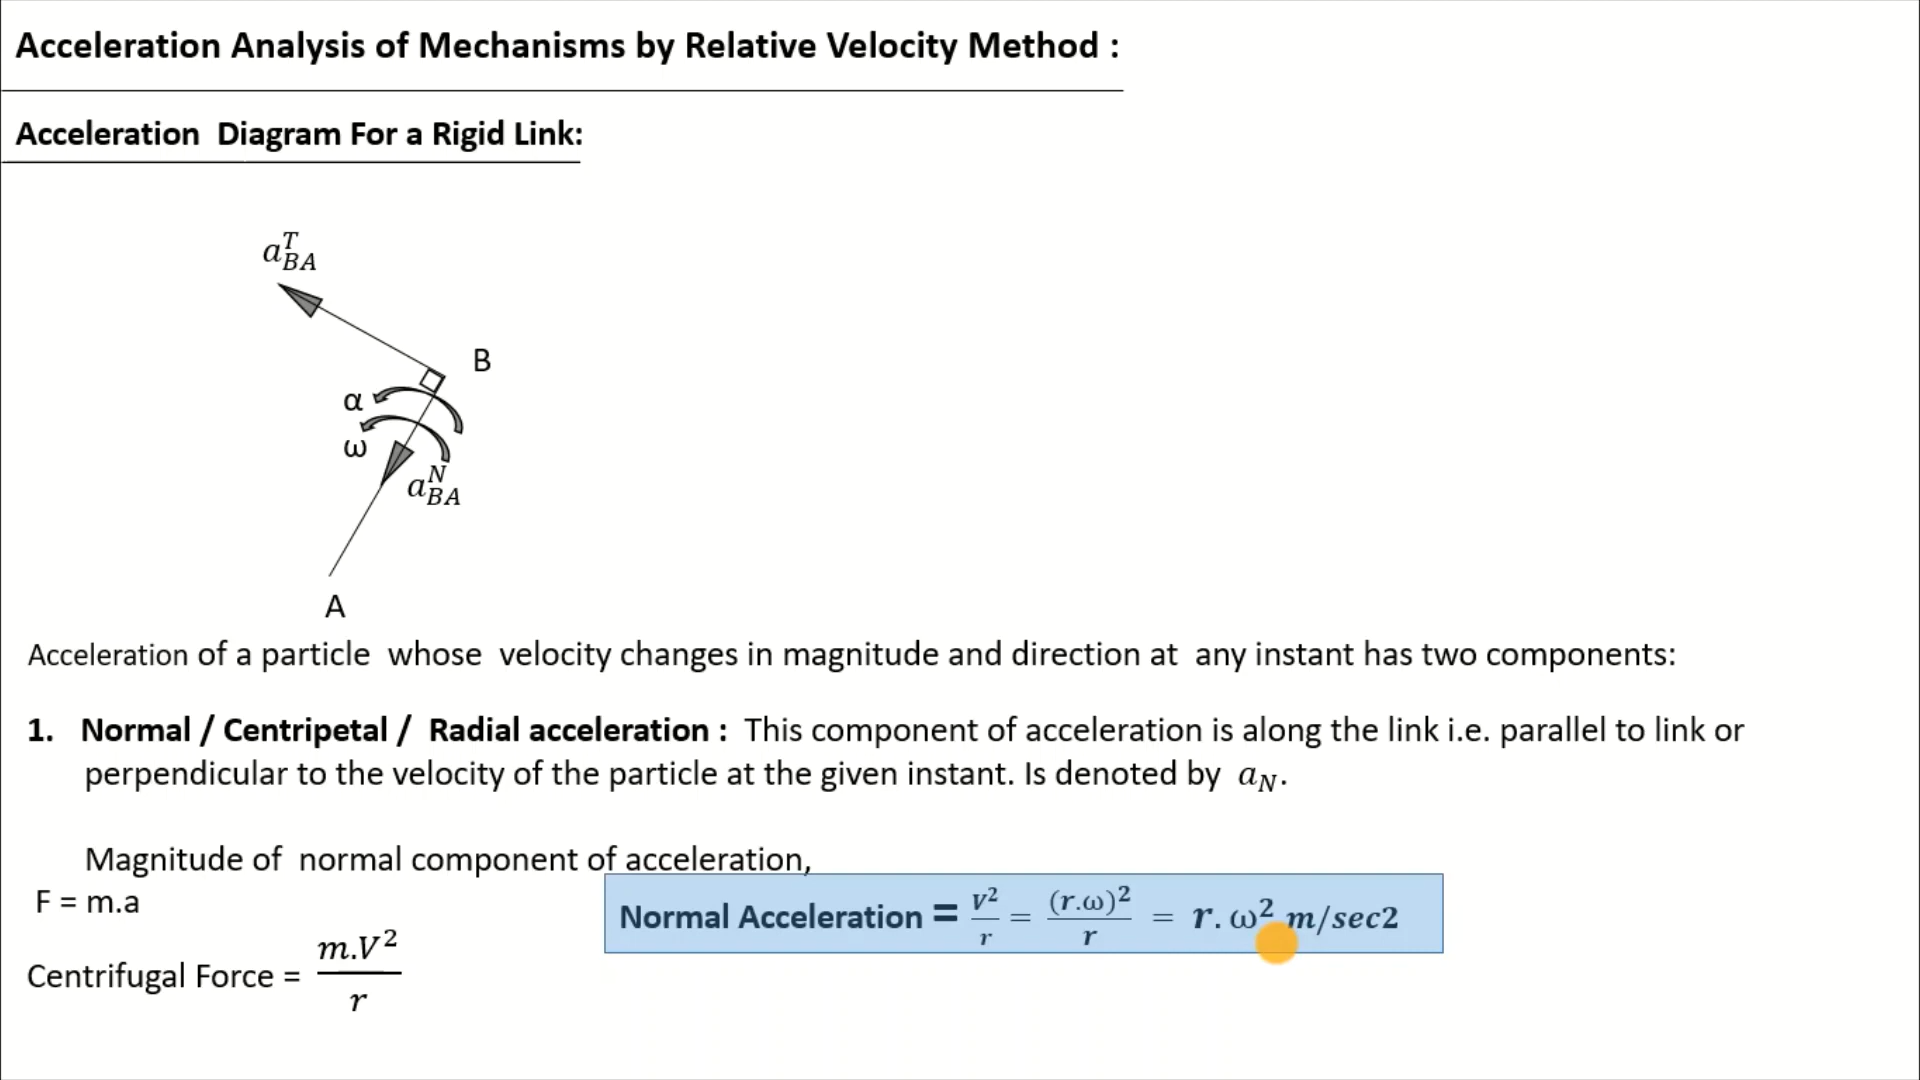 Acceleration Analysis of Mechanisms by Relative Velocity Method :
Acceleration Diagram For a Rigid Link:
a^T_BA
B
α
ω
a^N_BA
A
Acceleration of a particle whose velocity changes in magnitude and direction at any instant has two components:
1. Normal / Centripetal / Radial acceleration : This component of acceleration is along the link i.e. parallel to link or
perpendicular to the velocity of the particle at the given instant. Is denoted by a_N.
Magnitude of normal component of acceleration,
F = m.a
Normal Acceleration = V²/r = (r.ω)²/r = r.ω² m/sec2
Centrifugal Force = m.V²/r